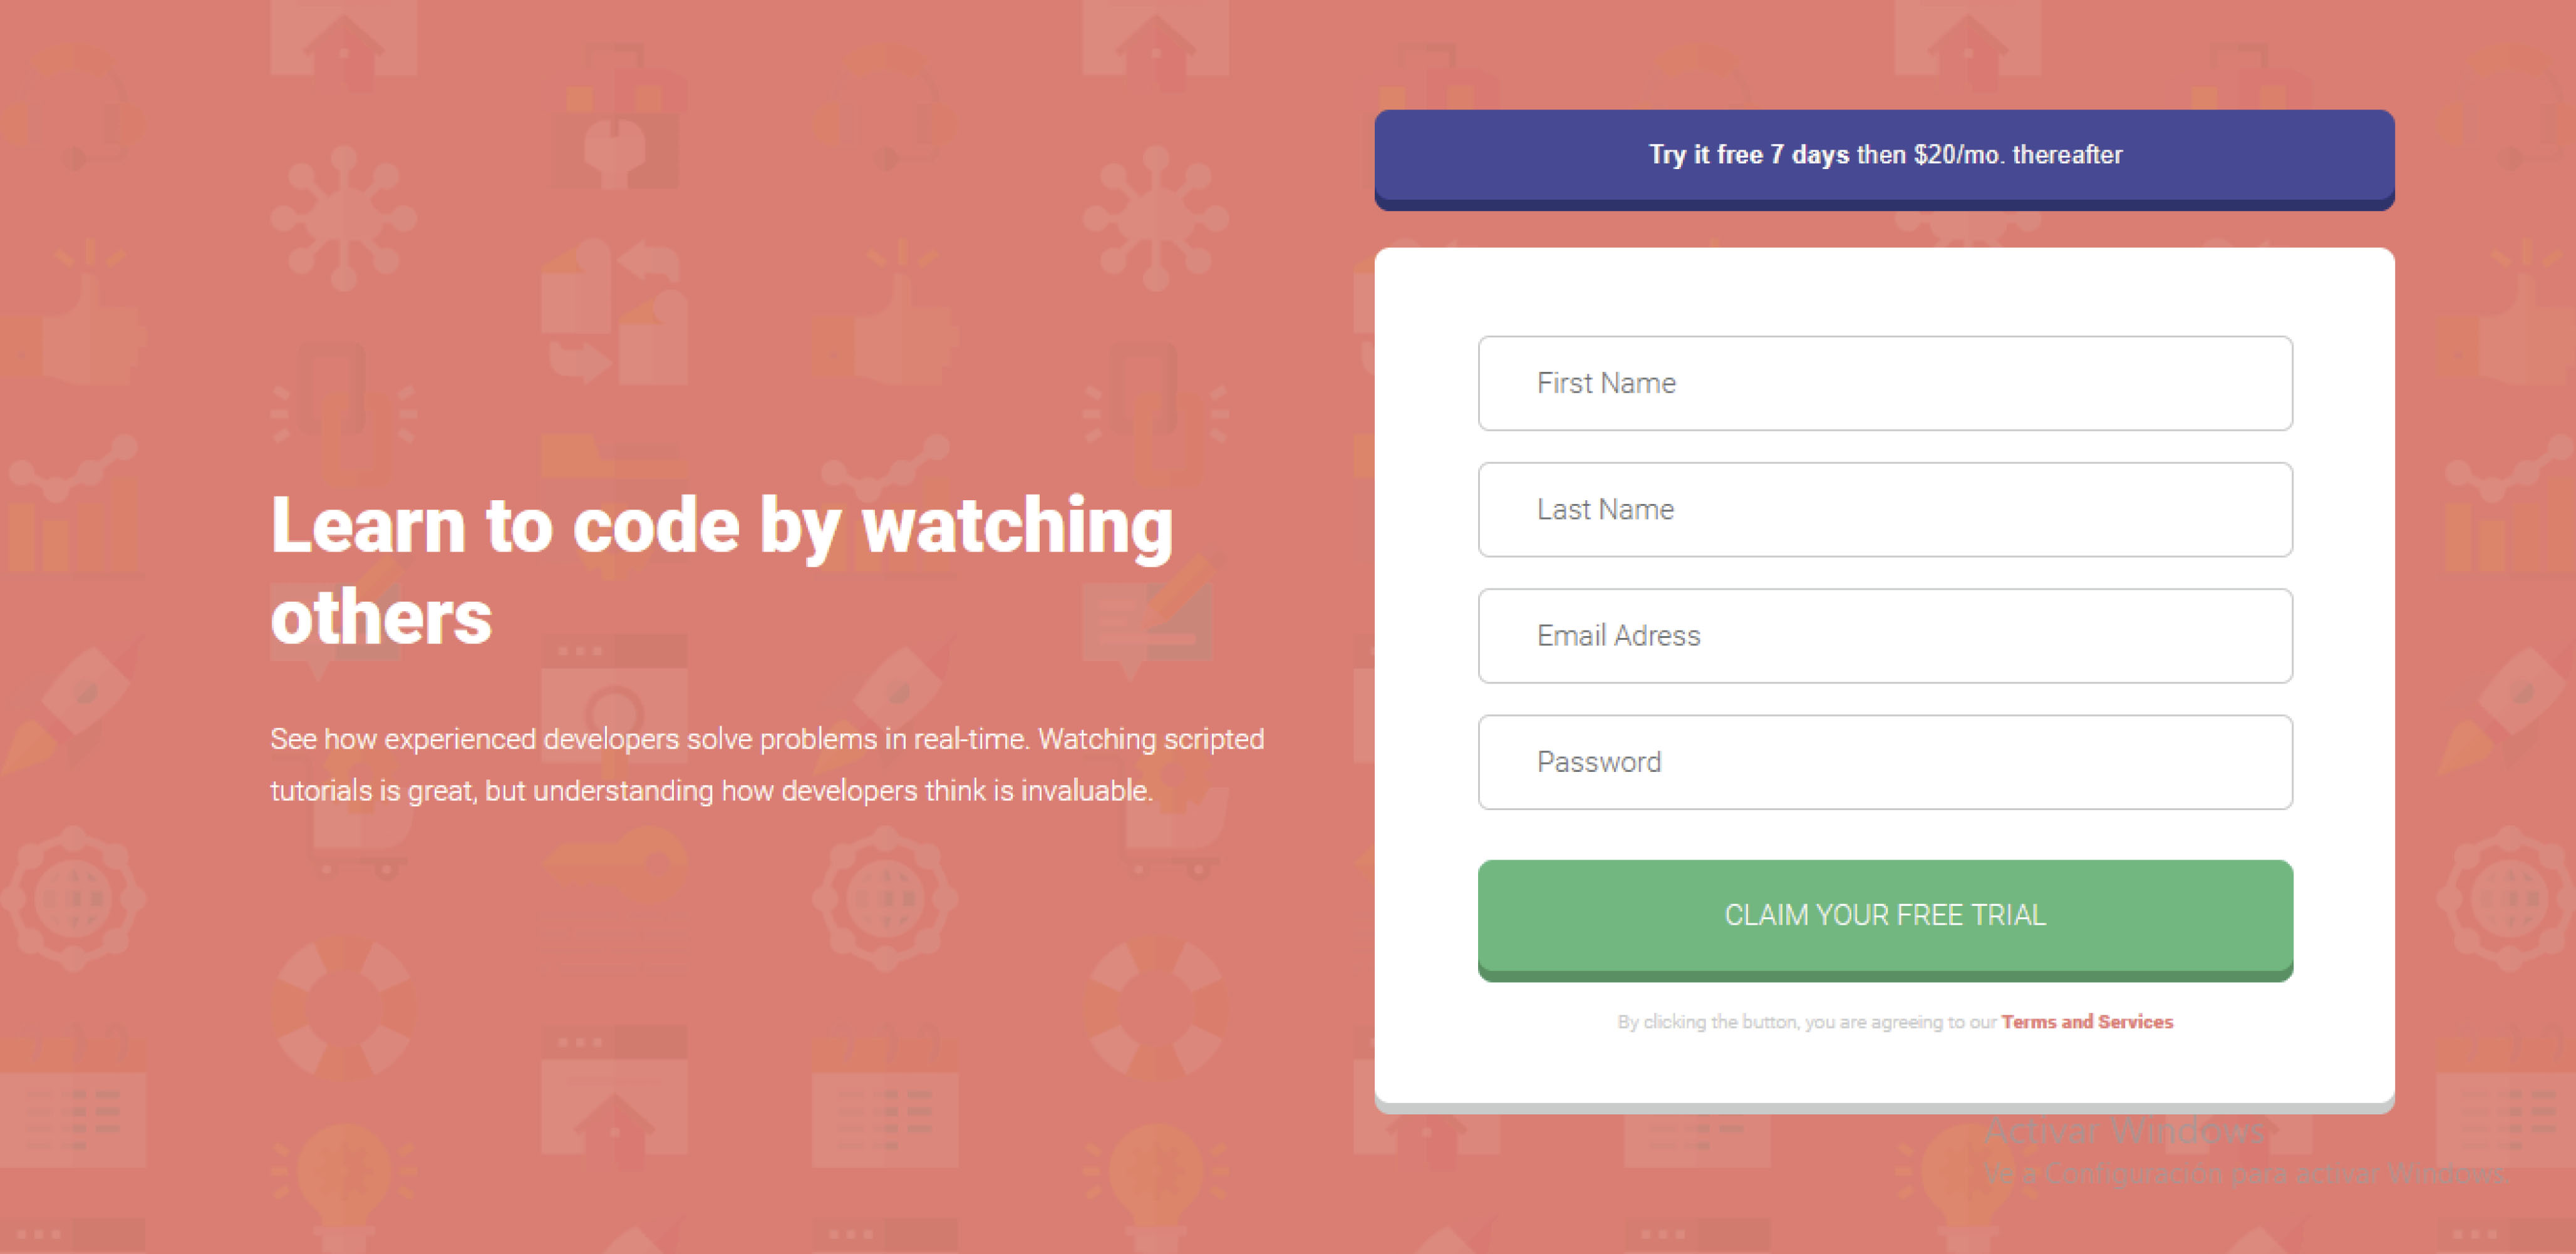 Learn to code by watching
others
See how experienced developers solve problems in real-time. Watching scripted
tutorials is great, but understanding how developers think is invaluable.
Try it free 7 days then $20/mo. thereafter
First Name
Last Name
Email Adress
Password
CLAIM YOUR FREE TRIAL
By clicking the button, you are agreeing to our Terms and Services
Activar Windows
Ve a Configuración para activar Windows.